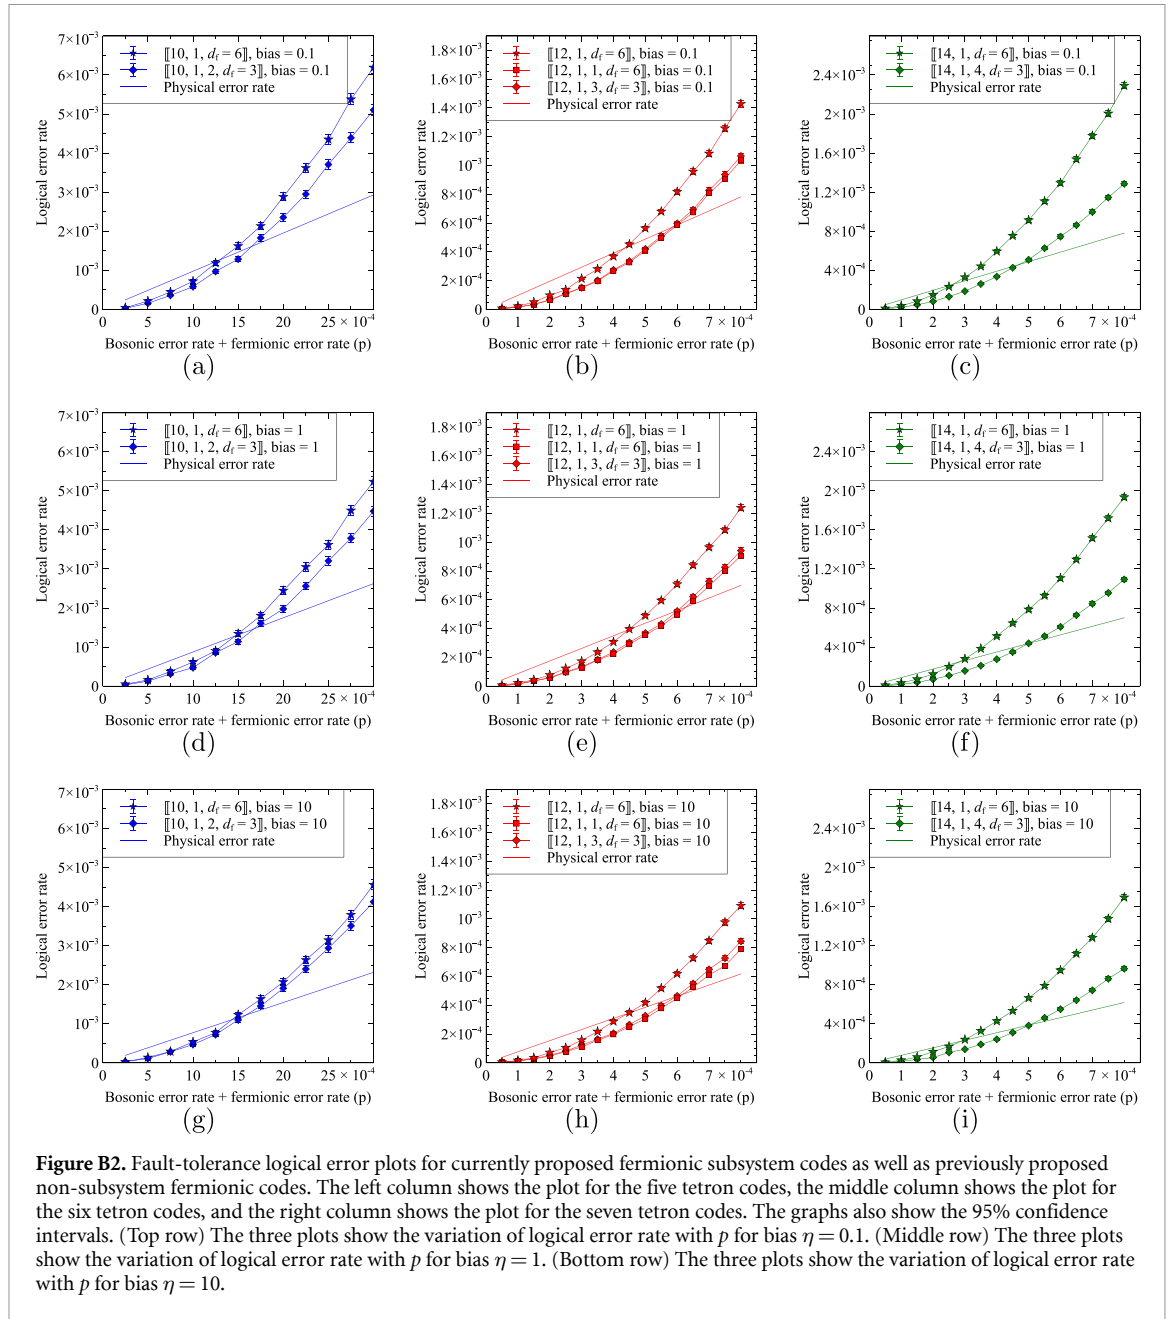 7×10⁻³
6×10⁻³
5×10⁻³
4×10⁻³
3×10⁻³
2×10⁻³
10⁻³
0
Logical error rate
⟦10, 1, d_f = 6⟧, bias = 0.1
⟦10, 1, 2, d_f = 3⟧, bias = 0.1
Physical error rate
0 5 10 15 20 25 × 10⁻⁴
Bosonic error rate + fermionic error rate (p)
(a)
1.8×10⁻³
1.6×10⁻³
1.4×10⁻³
1.2×10⁻³
10⁻³
8×10⁻⁴
6×10⁻⁴
4×10⁻⁴
2×10⁻⁴
0
Logical error rate
⟦12, 1, d_f = 6⟧, bias = 0.1
⟦12, 1, 1, d_f = 6⟧, bias = 0.1
⟦12, 1, 3, d_f = 3⟧, bias = 0.1
Physical error rate
0 1 2 3 4 5 6 7 × 10⁻⁴
Bosonic error rate + fermionic error rate (p)
(b)
2.4×10⁻³
1.6×10⁻³
1.2×10⁻³
8×10⁻⁴
4×10⁻⁴
0
Logical error rate
⟦14, 1, d_f = 6⟧, bias = 0.1
⟦14, 1, 4, d_f = 3⟧, bias = 0.1
Physical error rate
0 1 2 3 4 5 6 7 × 10⁻⁴
Bosonic error rate + fermionic error rate (p)
(c)
7×10⁻³
6×10⁻³
5×10⁻³
4×10⁻³
3×10⁻³
2×10⁻³
10⁻³
0
Logical error rate
⟦10, 1, d_f = 6⟧, bias = 1
⟦10, 1, 2, d_f = 3⟧, bias = 1
Physical error rate
0 5 10 15 20 25 × 10⁻⁴
Bosonic error rate + fermionic error rate (p)
(d)
1.8×10⁻³
1.6×10⁻³
1.4×10⁻³
1.2×10⁻³
10⁻³
8×10⁻⁴
6×10⁻⁴
4×10⁻⁴
2×10⁻⁴
0
Logical error rate
⟦12, 1, d_f = 6⟧, bias = 1
⟦12, 1, 1, d_f = 6⟧, bias = 1
⟦12, 1, 3, d_f = 3⟧, bias = 1
Physical error rate
0 1 2 3 4 5 6 7 × 10⁻⁴
Bosonic error rate + fermionic error rate (p)
(e)
2.4×10⁻³
1.6×10⁻³
1.2×10⁻³
8×10⁻⁴
4×10⁻⁴
0
Logical error rate
⟦14, 1, d_f = 6⟧, bias = 1
⟦14, 1, 4, d_f = 3⟧, bias = 1
Physical error rate
0 1 2 3 4 5 6 7 × 10⁻⁴
Bosonic error rate + fermionic error rate (p)
(f)
7×10⁻³
6×10⁻³
5×10⁻³
4×10⁻³
3×10⁻³
2×10⁻³
10⁻³
0
Logical error rate
⟦10, 1, d_f = 6⟧, bias = 10
⟦10, 1, 2, d_f = 3⟧, bias = 10
Physical error rate
0 5 10 15 20 25 × 10⁻⁴
Bosonic error rate + fermionic error rate (p)
(g)
1.8×10⁻³
1.6×10⁻³
1.4×10⁻³
1.2×10⁻³
10⁻³
8×10⁻⁴
6×10⁻⁴
4×10⁻⁴
2×10⁻⁴
0
Logical error rate
⟦12, 1, d_f = 6⟧, bias = 10
⟦12, 1, 1, d_f = 6⟧, bias = 10
⟦12, 1, 3, d_f = 3⟧, bias = 10
Physical error rate
0 1 2 3 4 5 6 7 × 10⁻⁴
Bosonic error rate + fermionic error rate (p)
(h)
2.4×10⁻³
1.6×10⁻³
1.2×10⁻³
8×10⁻⁴
4×10⁻⁴
0
Logical error rate
⟦14, 1, d_f = 6⟧, bias = 10
⟦14, 1, 4, d_f = 3⟧, bias = 10
Physical error rate
0 1 2 3 4 5 6 7 × 10⁻⁴
Bosonic error rate + fermionic error rate (p)
(i)
Figure B2. Fault-tolerance logical error plots for currently proposed fermionic subsystem codes as well as previously proposed
non-subsystem fermionic codes. The left column shows the plot for the five tetron codes, the middle column shows the plot for
the six tetron codes, and the right column shows the plot for the seven tetron codes. The graphs also show the 95% confidence
intervals. (Top row) The three plots show the variation of logical error rate with p for bias η = 0.1. (Middle row) The three plots
show the variation of logical error rate with p for bias η = 1. (Bottom row) The three plots show the variation of logical error rate
with p for bias η = 10.